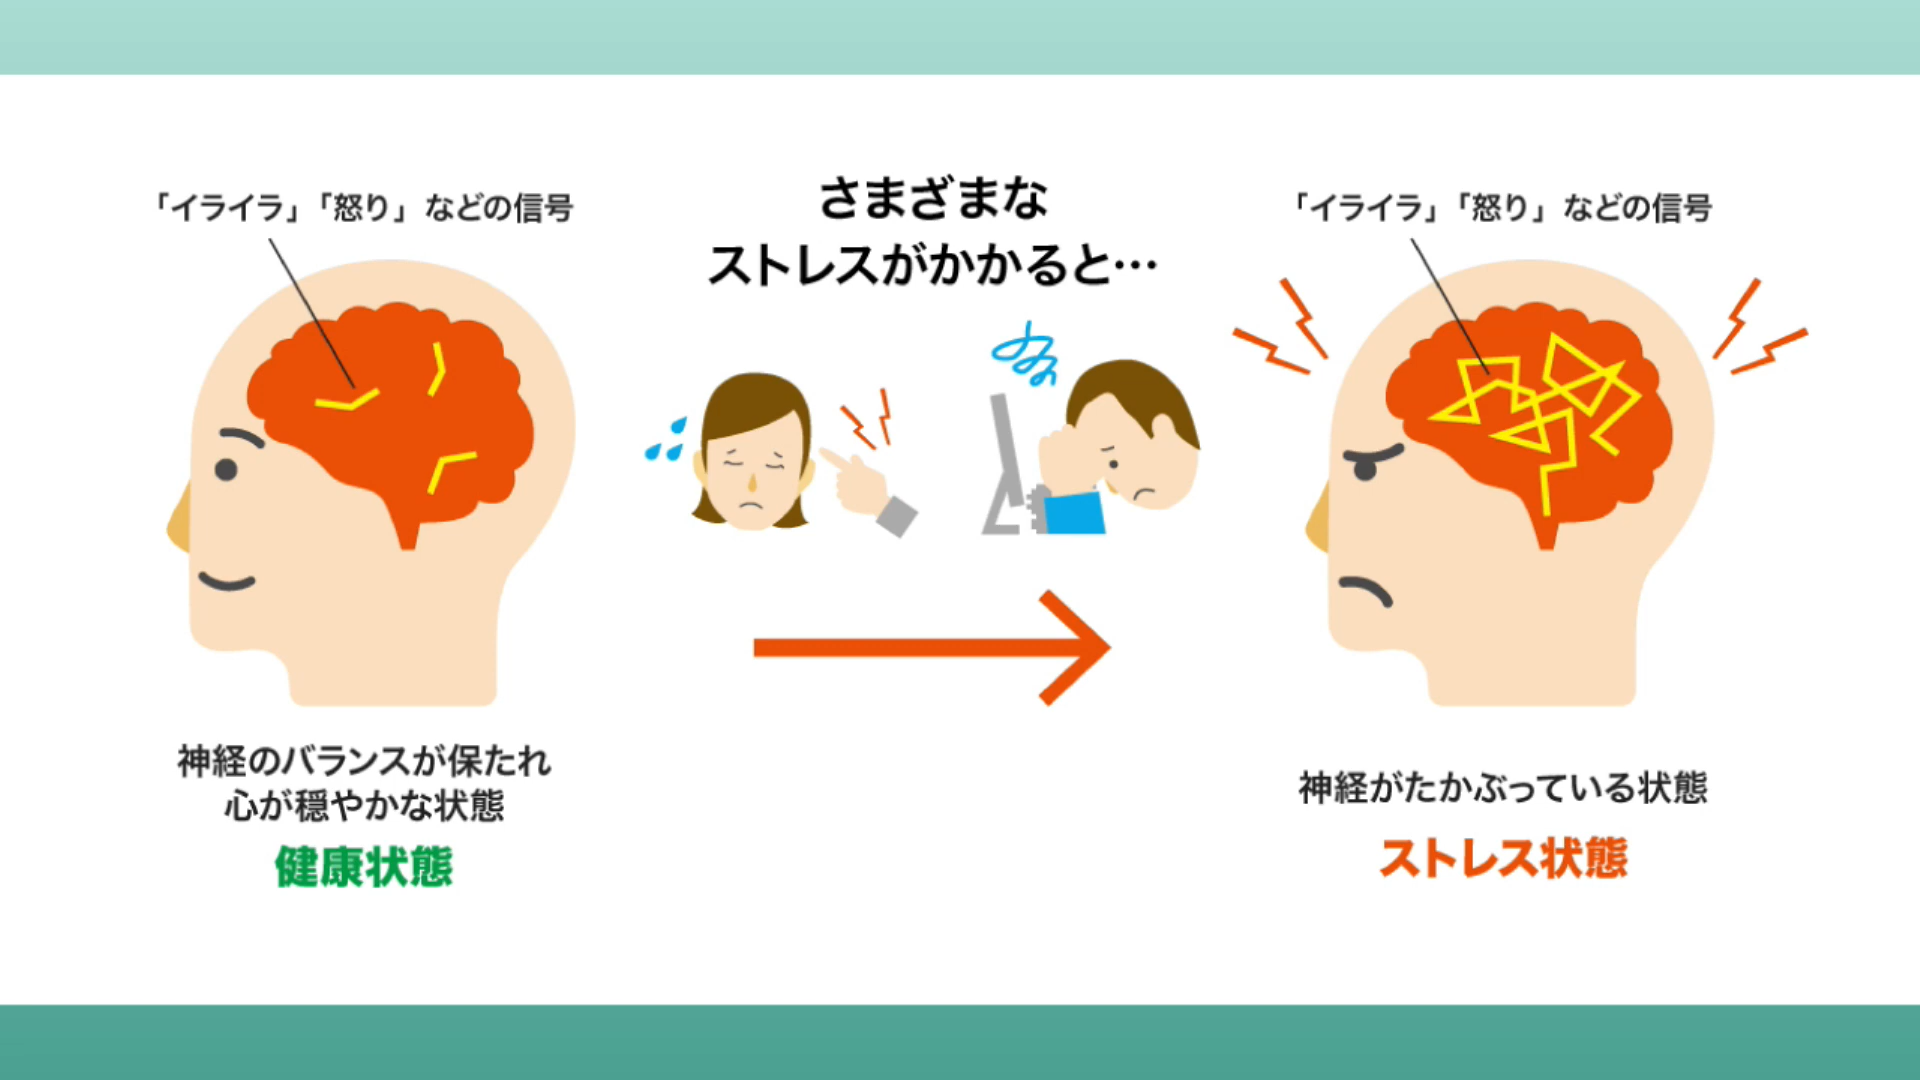 「イライラ」「怒り」などの信号
神経のバランスが保たれ
心が穏やかな状態
健康状態
さまざまな
ストレスがかかると…
「イライラ」「怒り」などの信号
神経がたかぶっている状態
ストレス状態